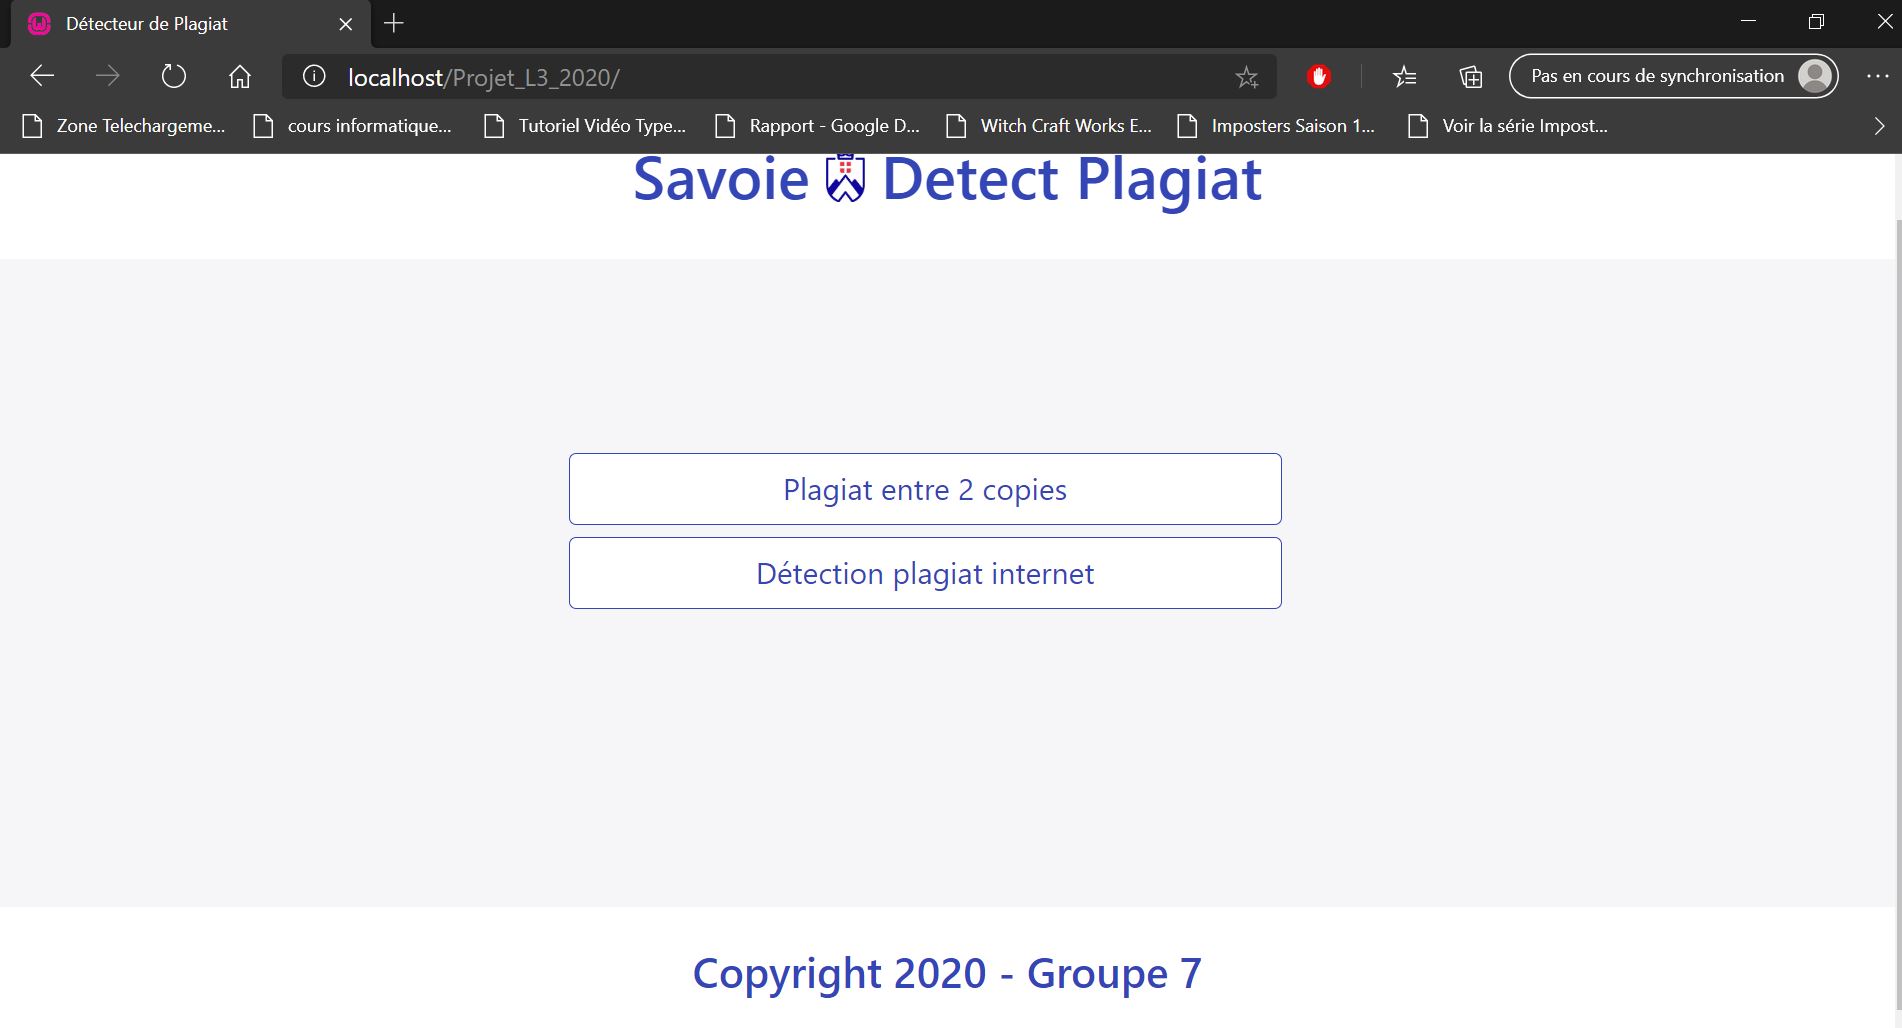 Détecteur de Plagiat
localhost/Projet_L3_2020/
Pas en cours de synchronisation
Zone Telechargeme...
cours informatique...
Tutoriel Vidéo Type...
Rapport - Google D...
Witch Craft Works E...
Imposters Saison 1...
Voir la série Impost...
Savoie Detect Plagiat
Plagiat entre 2 copies
Détection plagiat internet
Copyright 2020 - Groupe 7